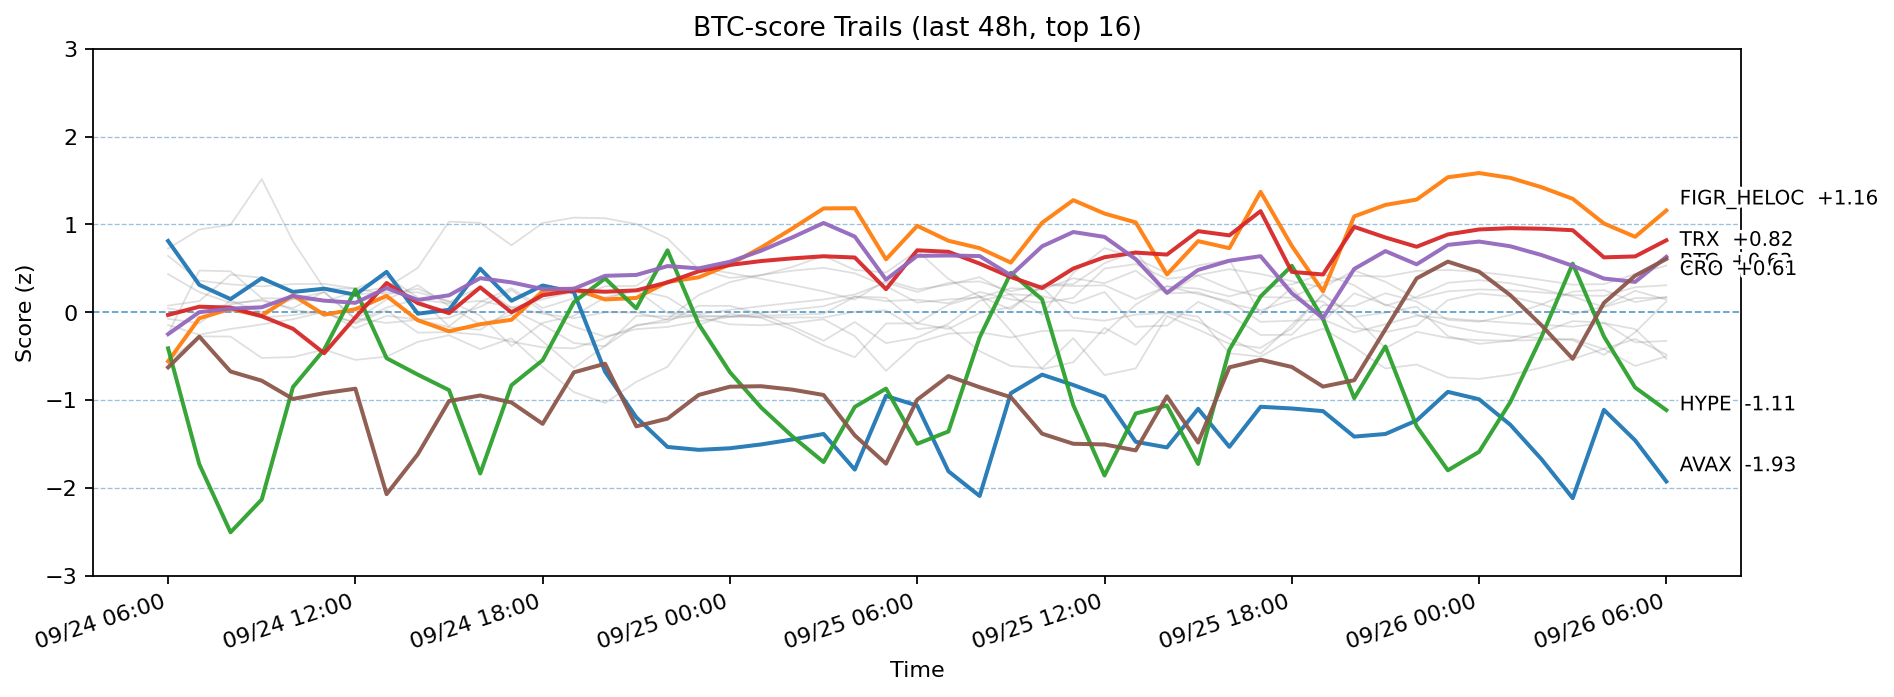 BTC-score Trails (last 48h, top 16)
Score (z)
3
2
1
0
−1
−2
−3
FIGR_HELOC +1.16
TRX +0.82
CRO +0.61
HYPE -1.11
AVAX -1.93
09/24 06:00
09/24 12:00
09/24 18:00
09/25 00:00
09/25 06:00
09/25 12:00
09/25 18:00
09/26 00:00
09/26 06:00
Time